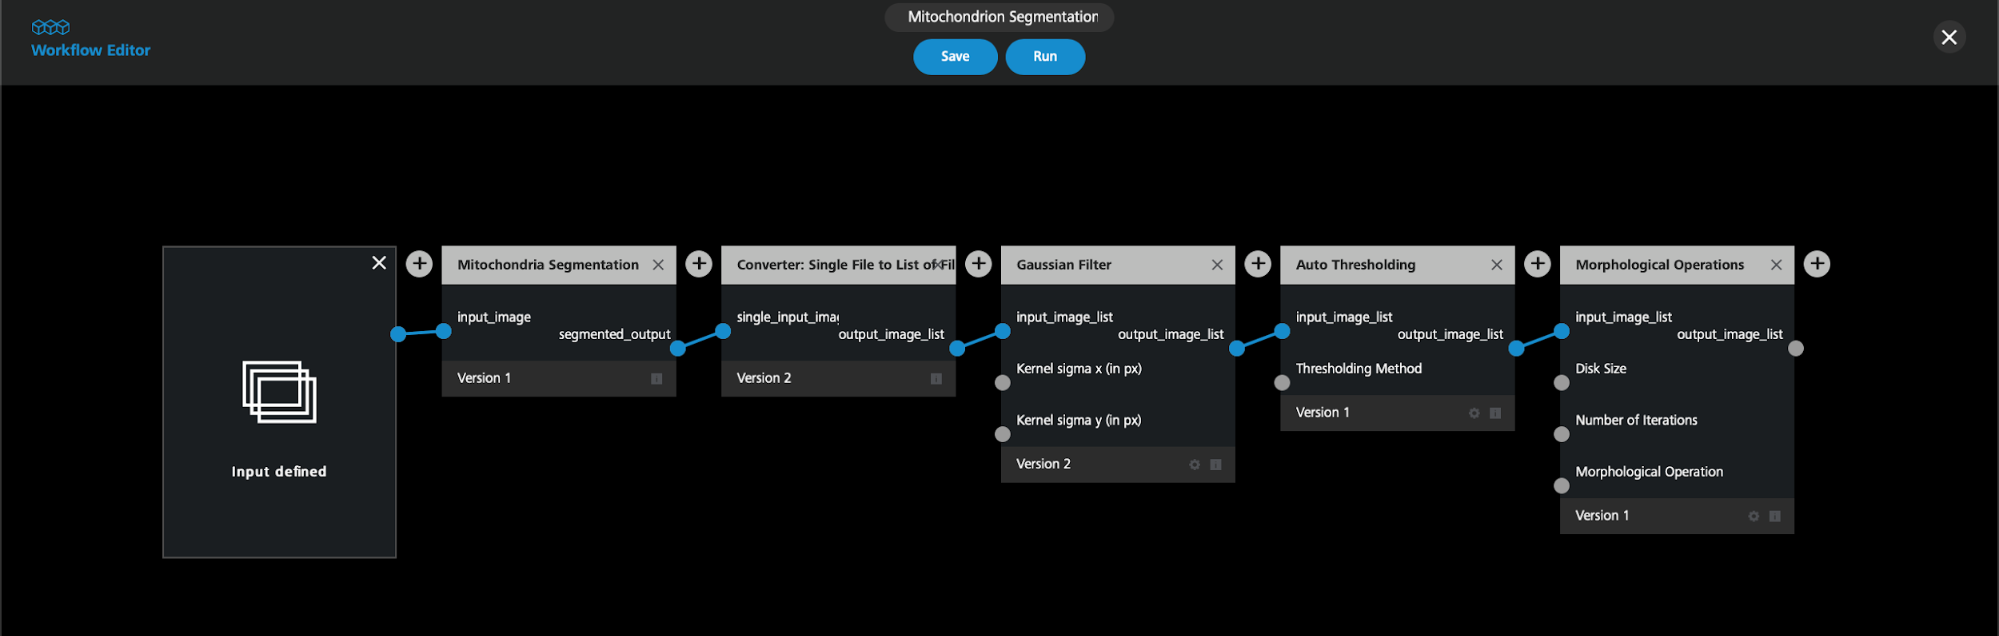 Mitochondrion Segmentation
Workflow Editor
Save
Run
Input defined
Mitochondria Segmentation
input_image
segmented_output
Version 1
Converter: Single File to List of Fil
single_input_ima
output_image_list
Version 2
Gaussian Filter
input_image_list
output_image_list
Kernel sigma x (in px)
Kernel sigma y (in px)
Version 2
Auto Thresholding
input_image_list
output_image_list
Thresholding Method
Version 1
Morphological Operations
input_image_list
output_image_list
Disk Size
Number of Iterations
Morphological Operation
Version 1